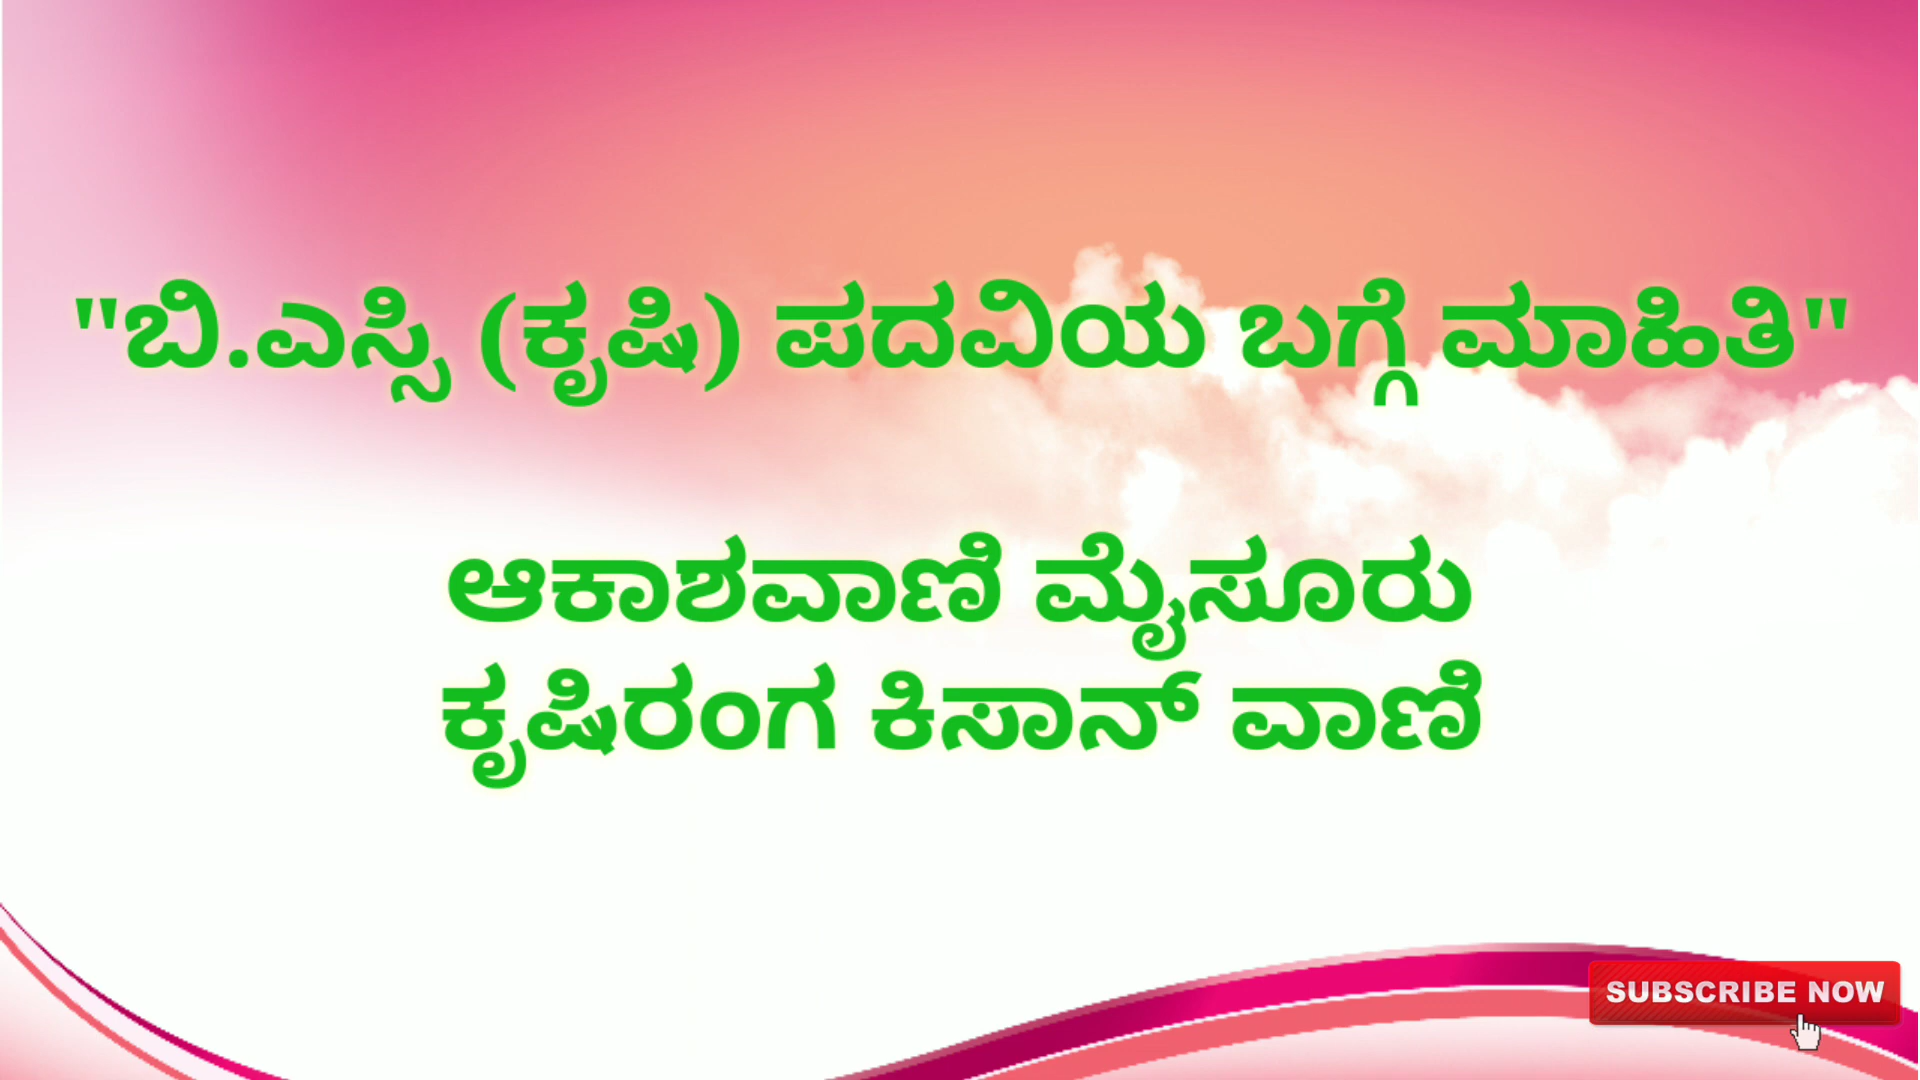 "ಬಿ.ಎಸ್ಸಿ (ಕೃಷಿ) ಪದವಿಯ ಬಗ್ಗೆ ಮಾಹಿತಿ"
ಆಕಾಶವಾಣಿ ಮೈಸೂರು
ಕೃಷಿರಂಗ ಕಿಸಾನ್ ವಾಣಿ
SUBSCRIBE NOW